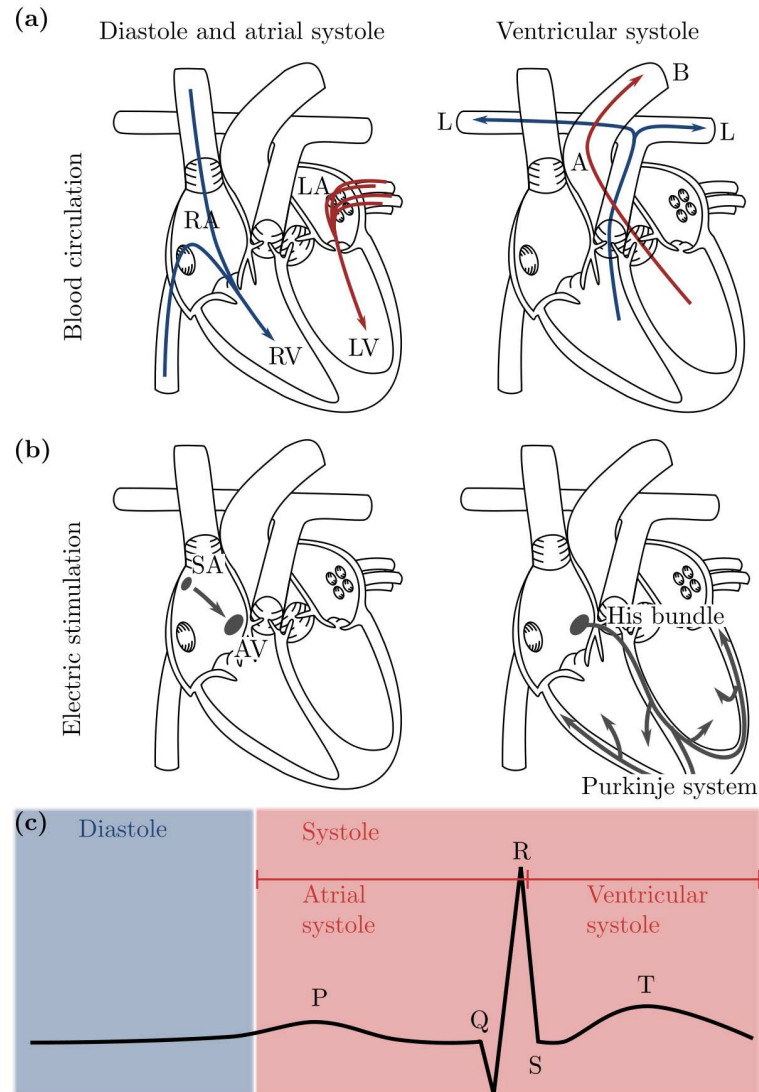 (a)
Diastole and atrial systole
Ventricular systole
Blood circulation
LA
RA
RV
LV
B
L
L
A
(b)
Electric stimulation
SA
AV
His bundle
Purkinje system
(c)
Diastole
Systole
R
Atrial
systole
Ventricular
systole
P
Q
S
T